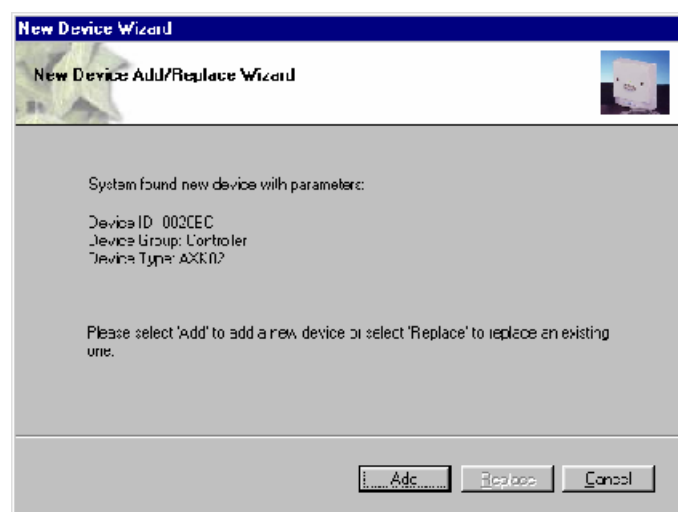 New Device Wizard
New Device Add/Replace Wizard
System found new device with parameters:
Device ID:
Device Group: Controler
Device Type: AXK02
Please select 'Add' to add a new device or select 'Replace' to replace an existing
one.
Add
Replace
Cancel